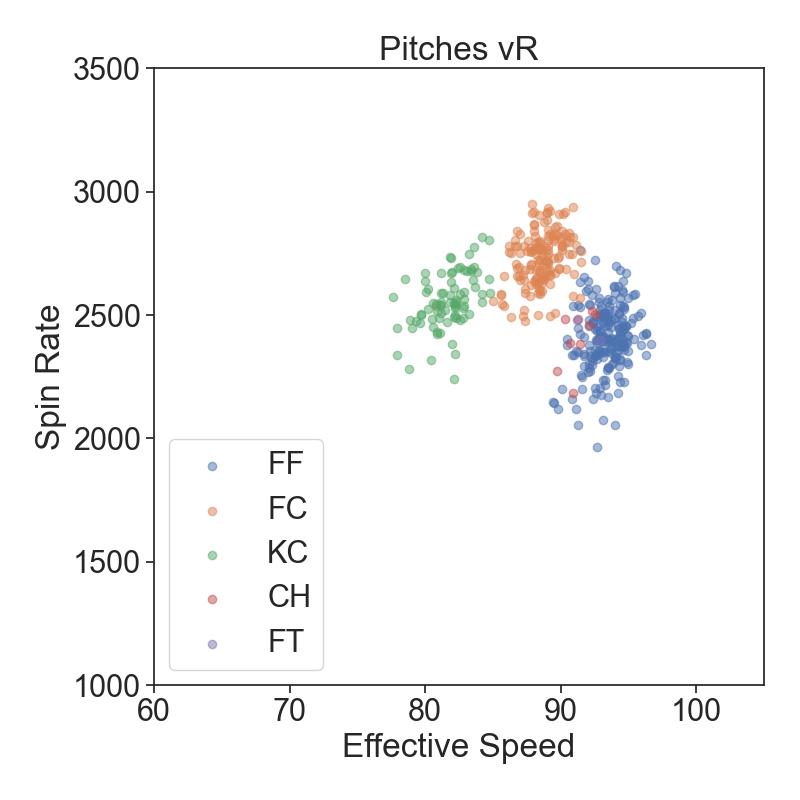 Pitches vR
3500
3000
2500
2000
1500
1000
Spin Rate
FF
FC
KC
CH
FT
60 70 80 90 100
Effective Speed